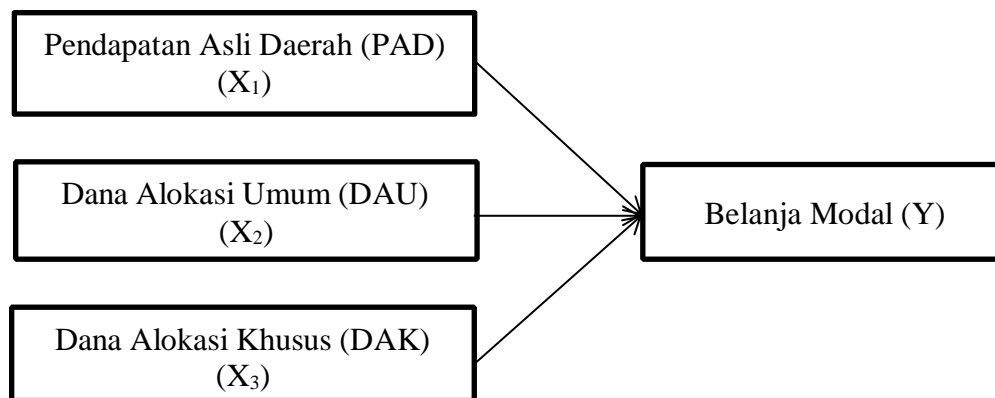 Pendapatan Asli Daerah (PAD)
(X₁)
Dana Alokasi Umum (DAU)
(X₂)
Belanja Modal (Y)
Dana Alokasi Khusus (DAK)
(X₃)